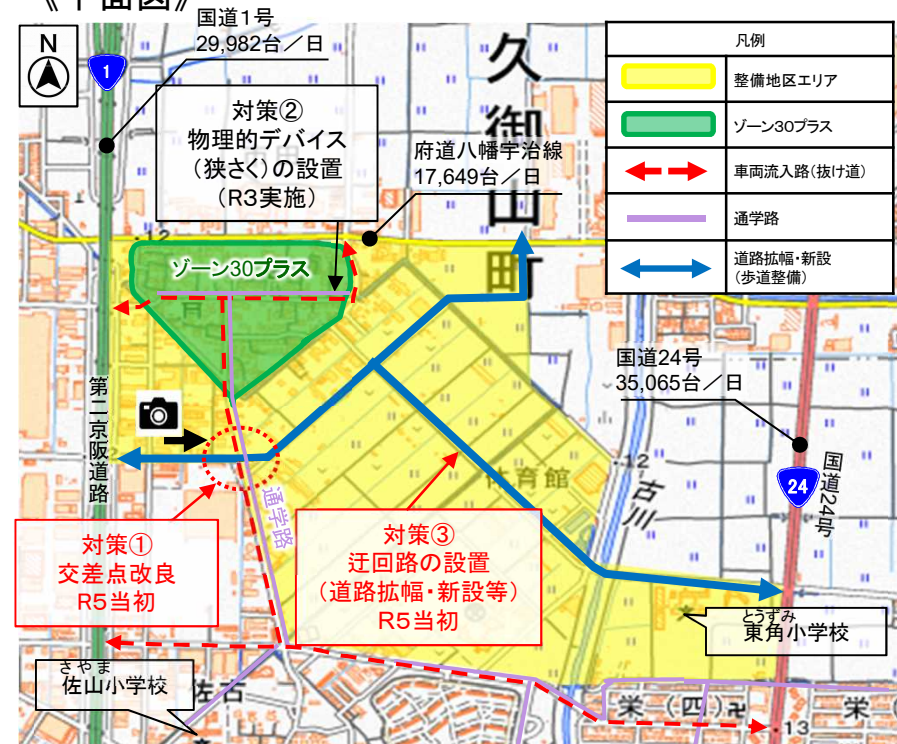 《平面図》
N
1
国道1号
29,982台／日
対策②
物理的デバイス
(狭さく)の設置
(R3実施)
府道八幡宇治線
17,649台／日
久御山町
凡例
整備地区エリア
ゾーン30プラス
車両流入路(抜け道)
通学路
道路拡幅・新設
(歩道整備)
12
ゾーン30プラス
国道24号
35,065台／日
第二京阪道路
体育館
12
古川
24
国道24号
通学路
対策①
交差点改良
R5当初
対策③
迂回路の設置
(道路拡幅・新設等)
R5当初
とうずみ
東角小学校
さやま
佐山小学校
佐古
栄(四)
栄
13